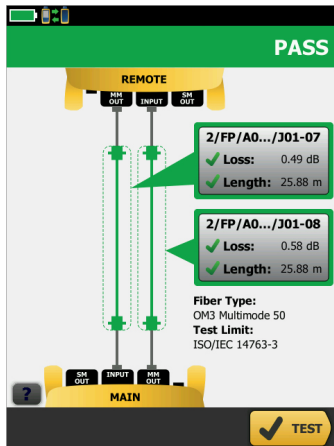 PASS
REMOTE
MM OUT INPUT SM OUT
2/FP/A0.../J01-07
Loss: 0.49 dB
Length: 25.88 m
2/FP/A0.../J01-08
Loss: 0.58 dB
Length: 25.88 m
Fiber Type:
OM3 Multimode 50
Test Limit:
ISO/IEC 14763-3
SM OUT INPUT MM OUT
MAIN
?
TEST